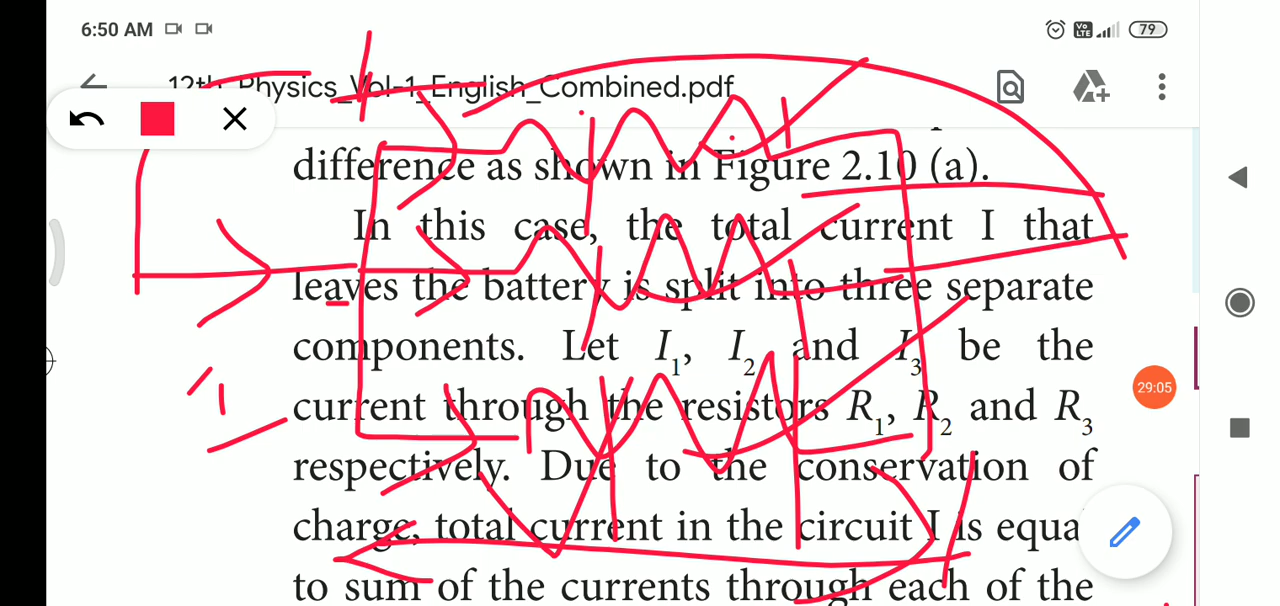 6:50 AM
Vo LTE 79
12th_Physics_Vol-1_English_Combined.pdf
difference as shown in Figure 2.10 (a).
In this case, the total current I that
leaves the battery is split into three separate
components. Let I₁, I₂ and I₃ be the
current through the resistors R₁, R₂ and R₃
29:05
respectively. Due to the conservation of
charge, total current in the circuit I is equa
to sum of the currents through each of the